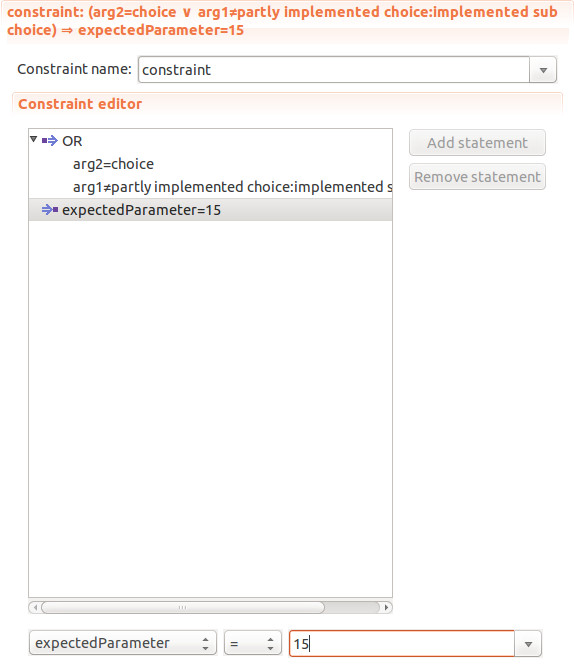 constraint: (arg2=choice ∨ arg1≠partly implemented choice:implemented sub
choice) ⇒ expectedParameter=15
Constraint name: constraint
Constraint editor
OR
Add statement
arg2=choice
arg1≠partly implemented choice:implemented s
Remove statement
expectedParameter=15
expectedParameter = 15